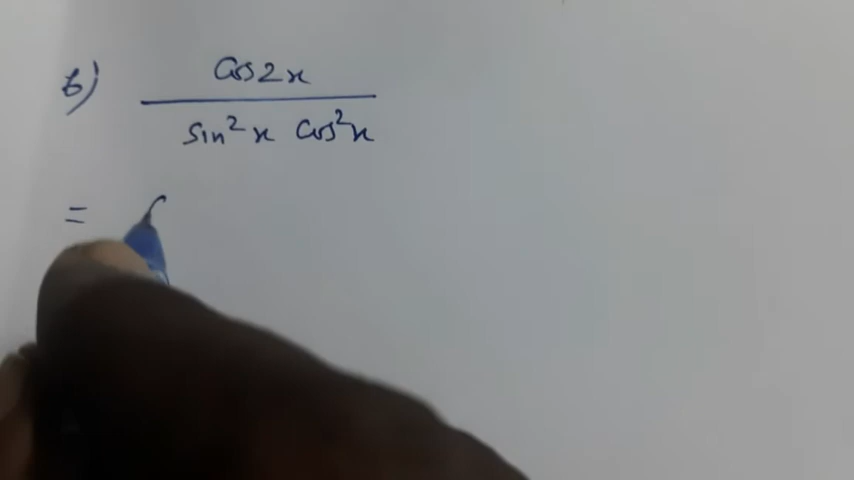 b) cos2x
sin²x cos²x
=